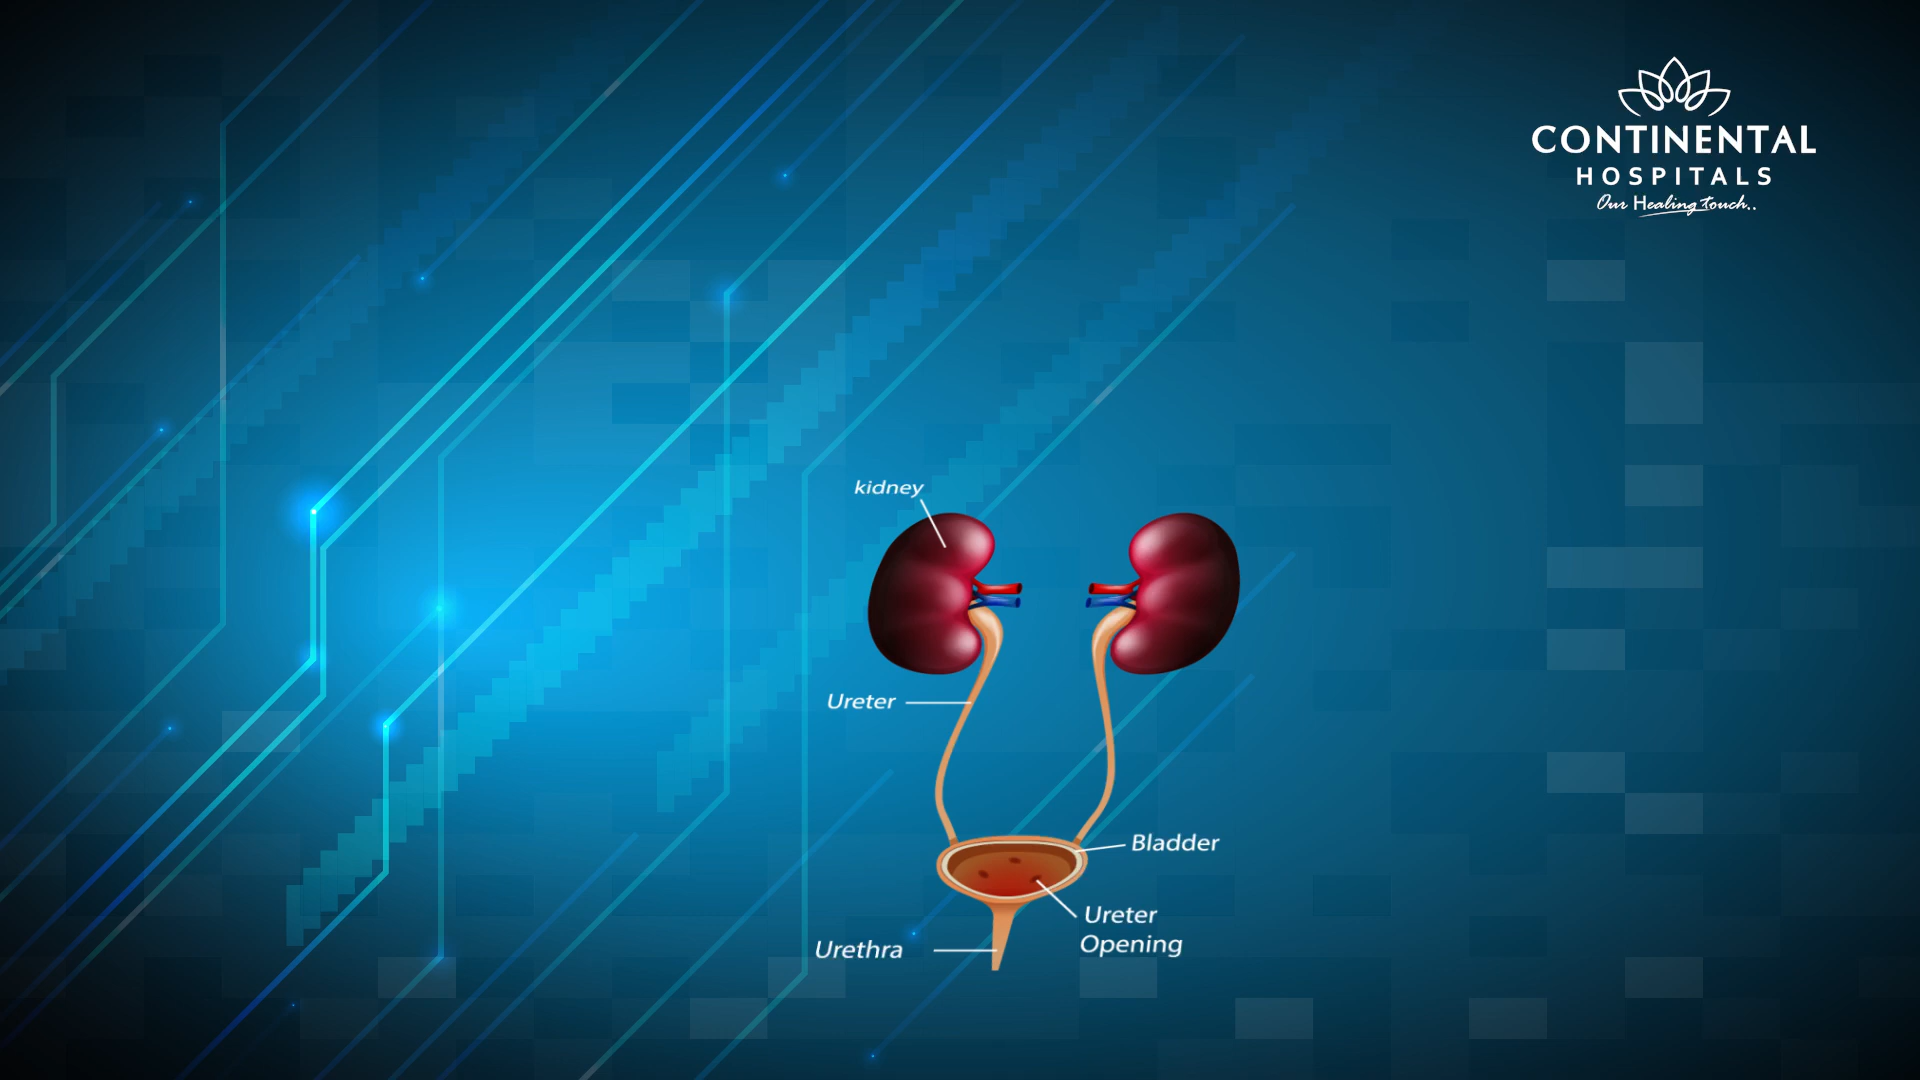 CONTINENTAL
HOSPITALS
Our Healing touch..
kidney
Ureter
Bladder
Ureter
Opening
Urethra